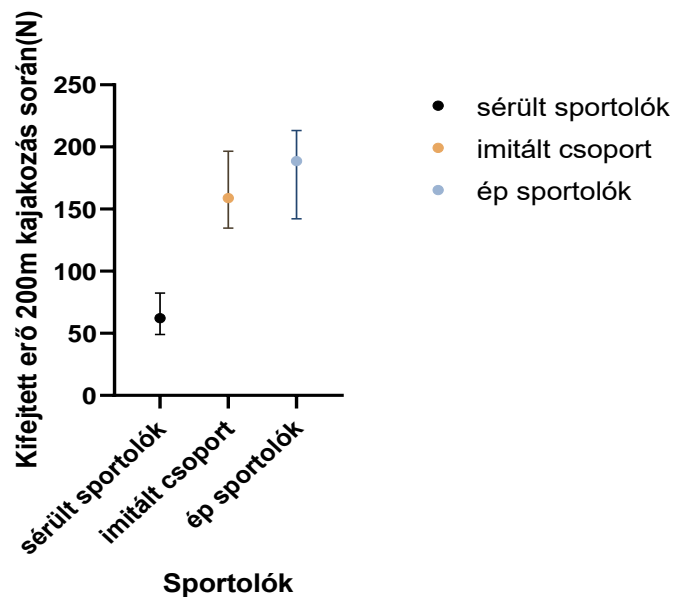 Kifejtett erő 200m kajakozás során(N)
250
200
150
100
50
0
sérült sportolók
imitált csoport
ép sportolók
Sportolók
sérült sportolók
imitált csoport
ép sportolók